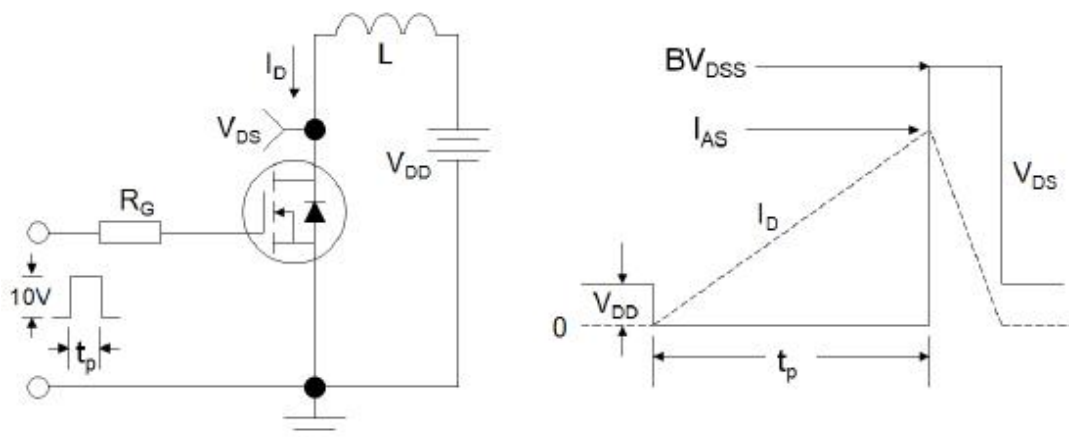 L
I_D
V_DS
V_DD
R_G
10V
t_p
BV_DSS
I_AS
V_DS
I_D
V_DD
0
t_p